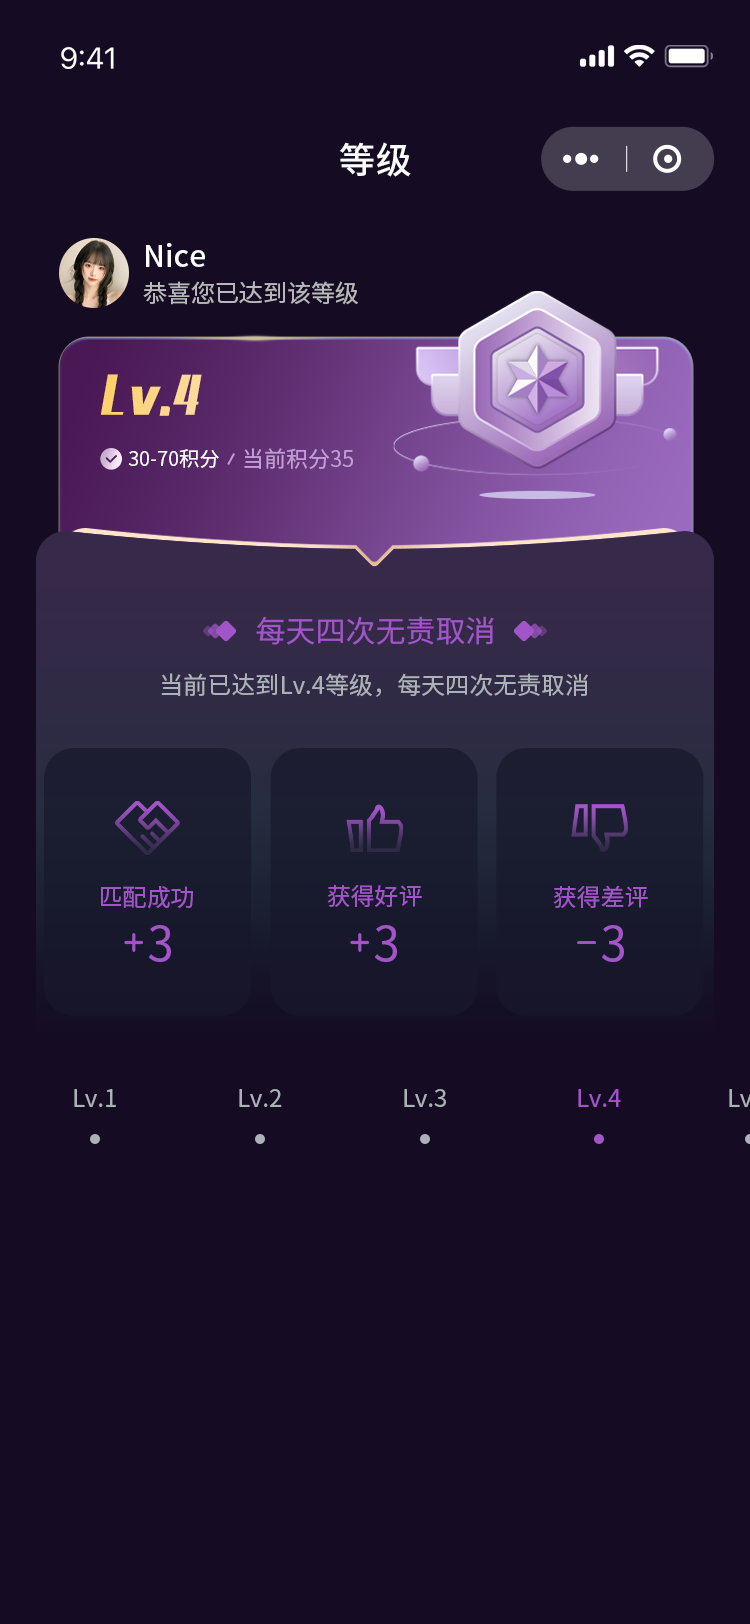 9:41
等级
Nice
恭喜您已达到该等级
Lv.4
30-70积分 / 当前积分35
每天四次无责取消
当前已达到Lv.4等级，每天四次无责取消
匹配成功 获得好评 获得差评
+3 +3 -3
Lv.1 Lv.2 Lv.3 Lv.4 Lv